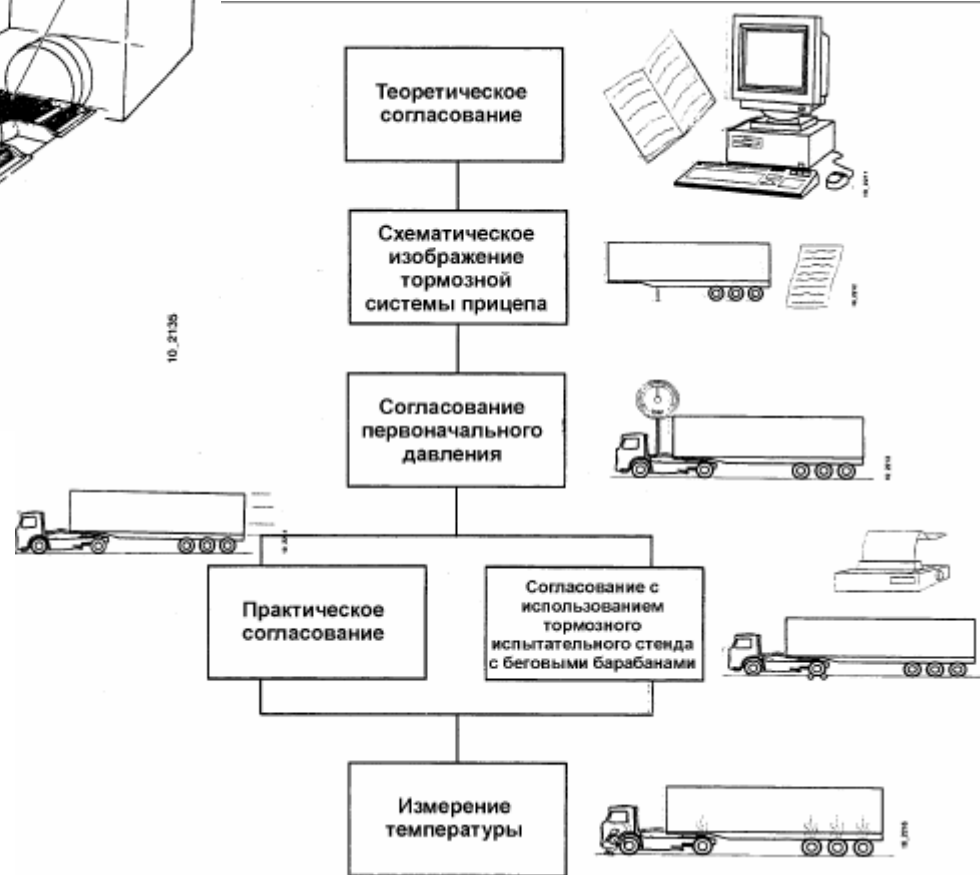 Теоретическое
согласование
Схематическое
изображение
тормозной
системы прицепа
10_2135
Согласование
первоначального
давления
Практическое
согласование
Согласование с
использованием
тормозного
испытательного стенда
с беговыми барабанами
Измерение
температуры